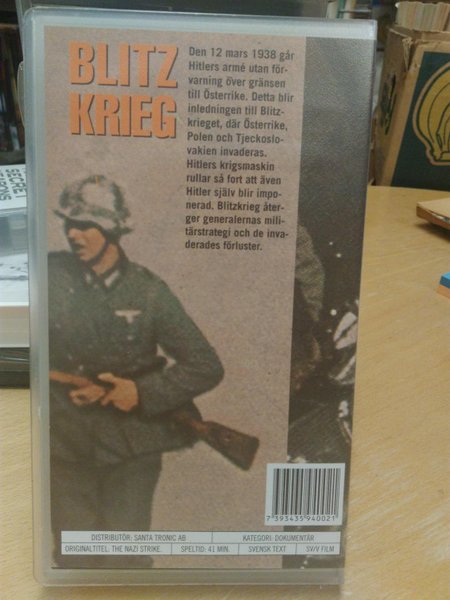 BLITZ
KRIEG
Den 12 mars 1938 går
Hitlers armé utan för-
varning över gränsen
till Österrike. Detta blir
inledningen till Blitz-
krieget, där Österrike,
Polen och Tjeckoslo-
vakien invaderas.
Hitlers krigsmaskin
rullar så fort att även
Hitler själv blir impo-
nerad. Blitzkrieg åter-
ger generalernas mili-
tärstrategi och de inva-
derades förluster.
7 393435 940021
DISTRIBUTÖR: SANTA TRONIC AB
KATEGORI: DOKUMENTÄR
ORIGINALTITEL: THE NAZI STRIKE.
SPELTID: 41 MIN.
SVENSK TEXT
SV/V FILM
SECRET